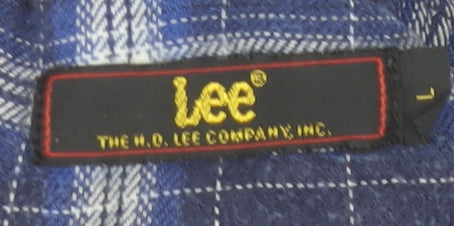 Lee®
THE H.D. LEE COMPANY, INC.
L